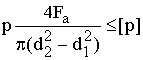 p 4Fₐ / π(d₂² − d₁²) ≤[p]